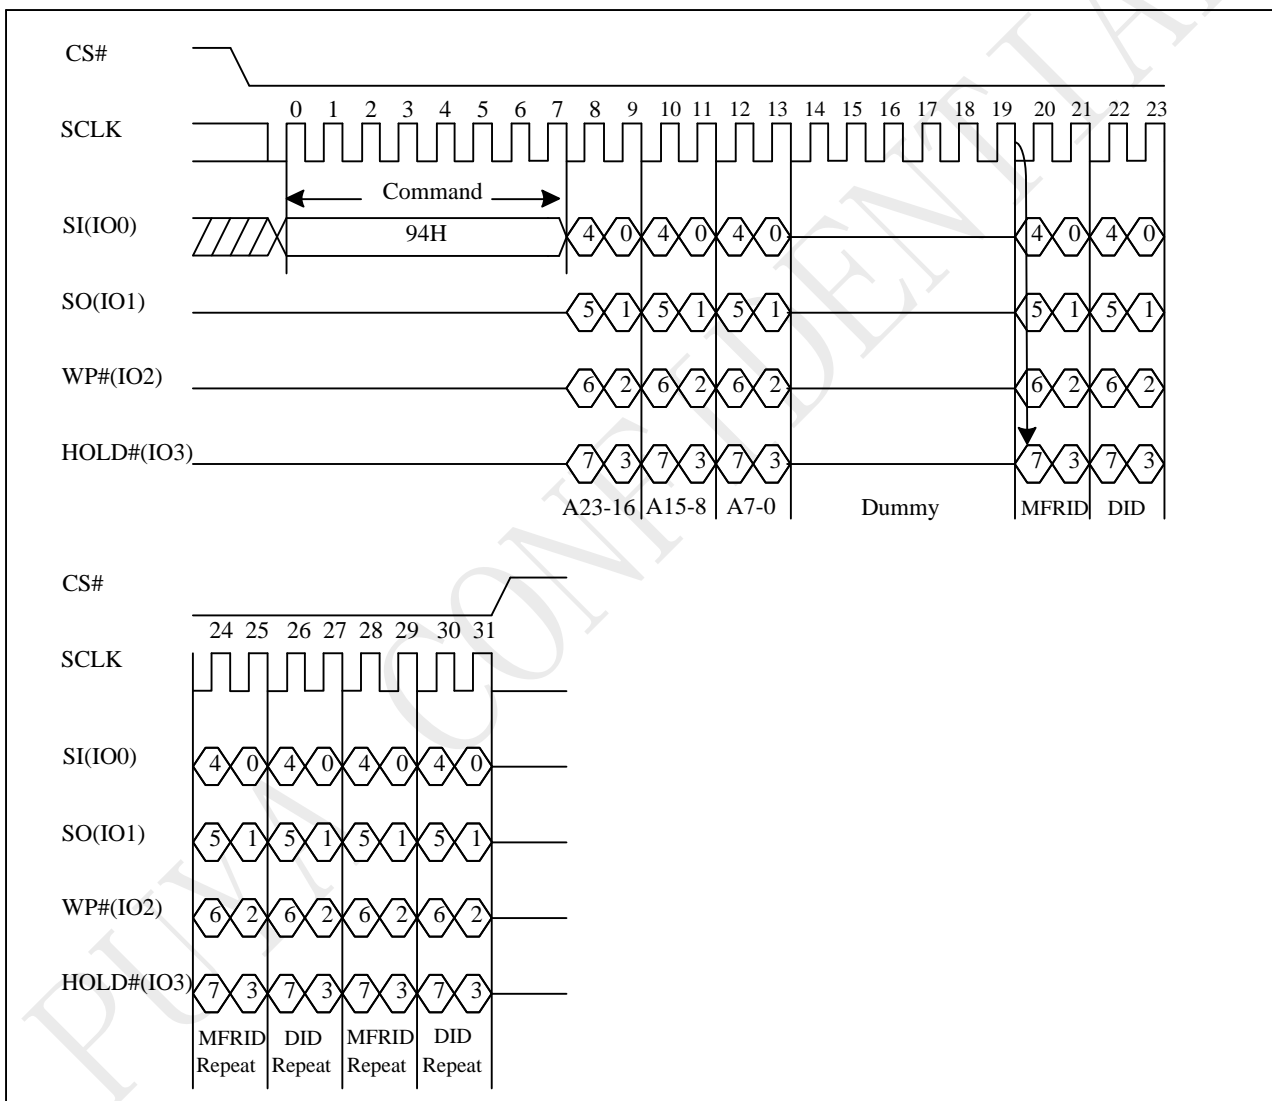 CS#
0 1 2 3 4 5 6 7 8 9 10 11 12 13 14 15 16 17 18 19 20 21 22 23
SCLK
Command
SI(IO0) 94H 4 0 4 0 4 0 4 0 4 0
SO(IO1) 5 1 5 1 5 1 5 1 5 1
WP#(IO2) 6 2 6 2 6 2 6 2 6 2
HOLD#(IO3) 7 3 7 3 7 3 7 3 7 3
A23-16 A15-8 A7-0 Dummy MFRID DID
CS#
24 25 26 27 28 29 30 31
SCLK
SI(IO0) 4 0 4 0 4 0 4 0
SO(IO1) 5 1 5 1 5 1 5 1
WP#(IO2) 6 2 6 2 6 2 6 2
HOLD#(IO3) 7 3 7 3 7 3 7 3
MFRID DID MFRID DID
Repeat Repeat Repeat Repeat
PUYA CONFIDENTIAL